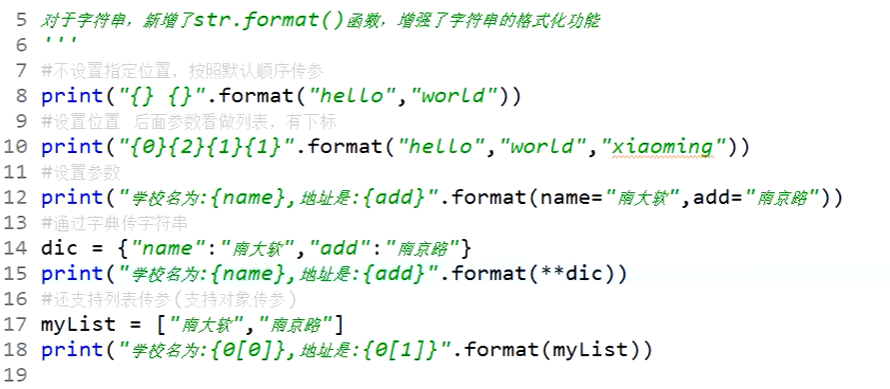 5 对于字符串，新增了str.format()函数，增强了字符串的格式化功能
6 '''
7 #不设置指定位置，按照默认顺序传参
8 print("{} {}".format("hello","world"))
9 #设置位置 后面参数看做列表，有下标
10 print("{0}{2}{1}{1}".format("hello","world","xiaoming"))
11 #设置参数
12 print("学校名为:{name},地址是:{add}".format(name="南大软",add="南京路"))
13 #通过字典传字符串
14 dic = {"name":"南大软","add":"南京路"}
15 print("学校名为:{name},地址是:{add}".format(**dic))
16 #还支持列表传参(支持对象传参)
17 myList = ["南大软","南京路"]
18 print("学校名为:{0[0]},地址是:{0[1]}".format(myList))
19